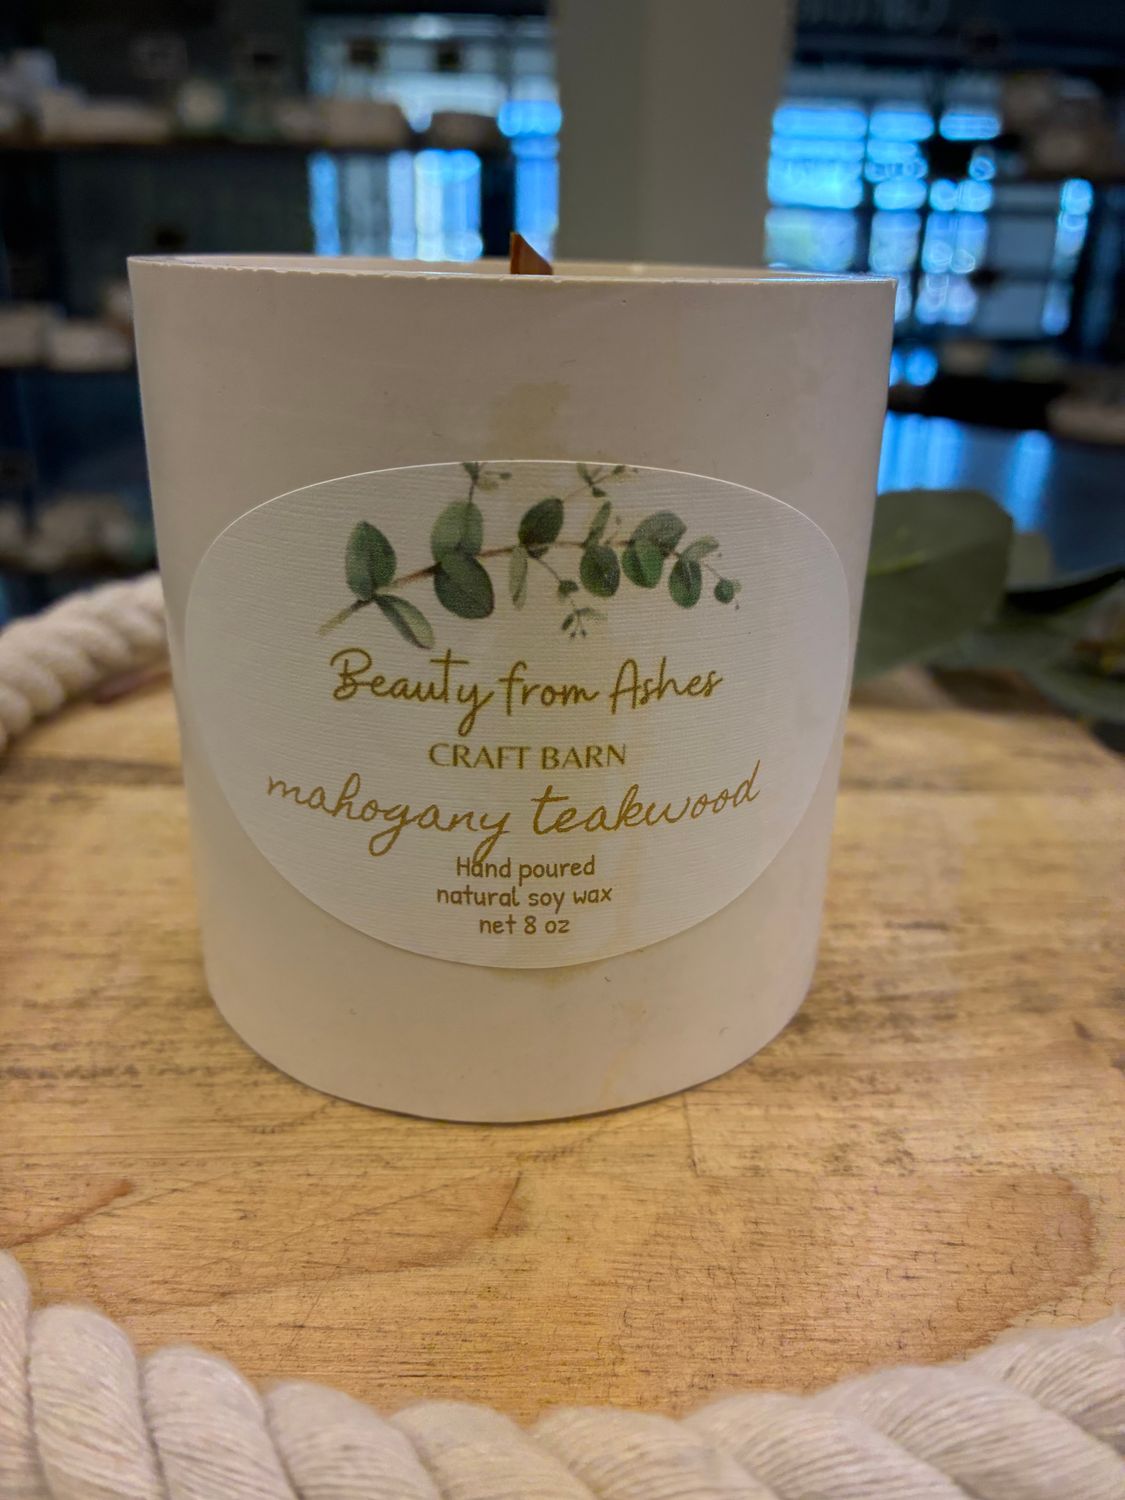 Beauty from Ashes
CRAFT BARN
mahogany teakwood
Hand poured
natural soy wax
net 8 oz